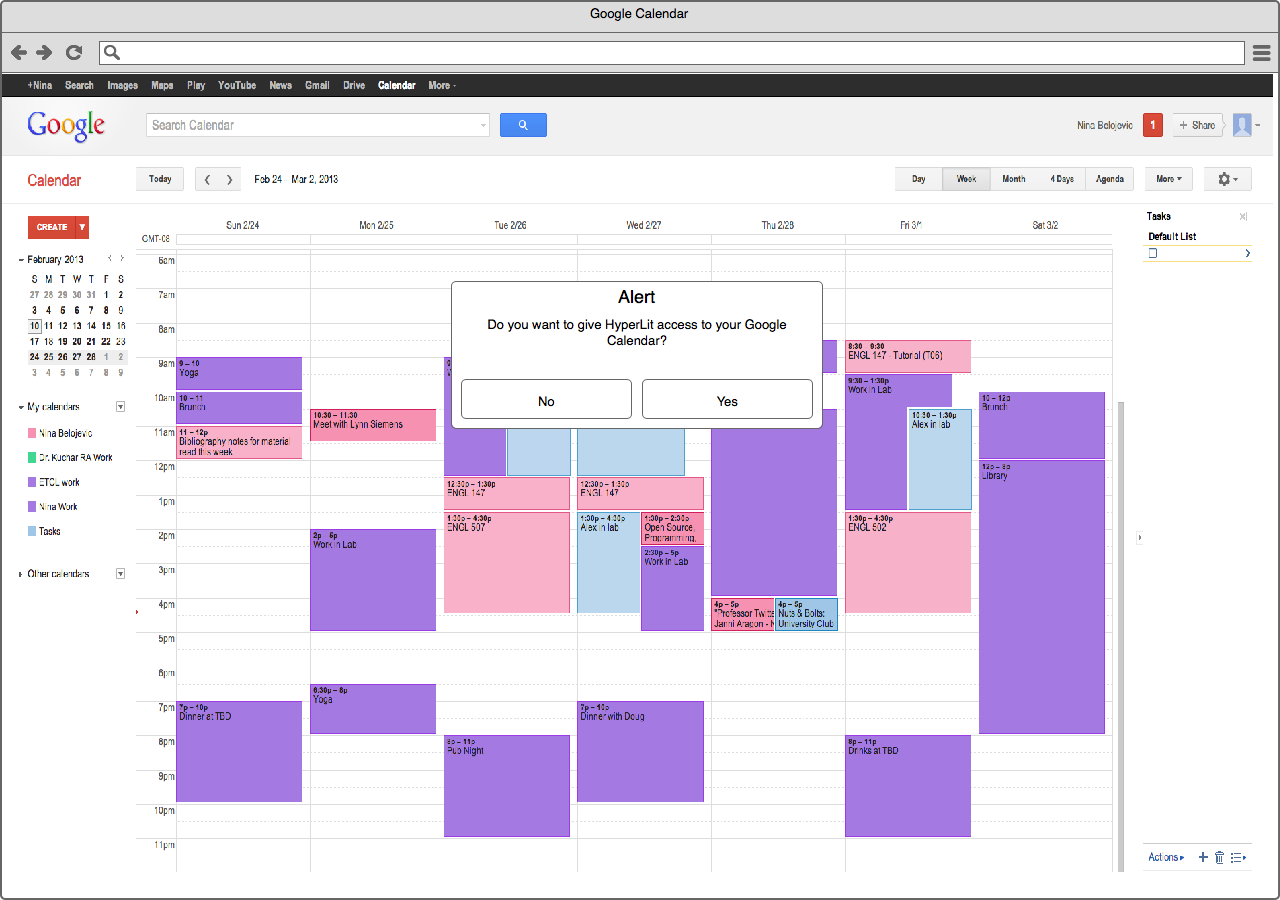 Google Calendar
+Nina Search Images Maps Play YouTube News Gmail Drive Calendar More
Google
Search Calendar
Nina Belojevic 1 + Share
Calendar
Today
Feb 24 Mar 2, 2013
Day Week Month 4 Days Agenda More
CREATE
February 2013
S M T W T F S
27 28 29 30 31 1 2
3 4 5 6 7 8 9
10 11 12 13 14 15 16
17 18 19 20 21 22 23
24 25 26 27 28 1 2
3 4 5 6 7 8 9
My calendars
Nina Belojevic
Dr. Kuchar RA Work
ETCL work
Nina Work
Tasks
Other calendars
Sun 2/24 Mon 2/25 Tue 2/26 Wed 2/27 Thu 2/28 Fri 3/1 Sat 3/2
GMT-08
6am
7am
8am
9am
10am
11am
12pm
1pm
2pm
3pm
4pm
5pm
6pm
7pm
8pm
9pm
10pm
11pm
9 – 10
Yoga
10 – 11
Brunch
11 – 12p
Bibliography notes for material
read this week.
7p – 10p
Dinner at TBD
10:30 – 11:30
Meet with Lynn Siemens
2p – 5p
Work in Lab
6:30p – 8p
Yoga
12:30p – 1:30p
ENGL 147
1:30p – 4:30p
ENGL 507
8p – 11p
Pub Night
12:30p – 1:30p
ENGL 147
1:30p – 4:30p
Alex in lab
1:30p – 2:30p
Open Source,
Programming,
2:30p – 5p
Work in Lab
7p – 10p
Dinner with Doug
4p – 5p
"Professor Twitte
Janni Aragon - N
4p – 5p
Nuts & Bolts:
University Club
8:30 – 9:30
ENGL 147 - Tutorial (T06)
9:30 – 1:30p
Work in Lab
10:30 – 1:30p
Alex in lab
1:30p – 4:30p
ENGL 502
8p – 11p
Drinks at TBD
10 – 12p
Brunch
12p – 8p
Library
Alert
Do you want to give HyperLit access to your Google
Calendar?
No Yes
Tasks
Default List
Actions